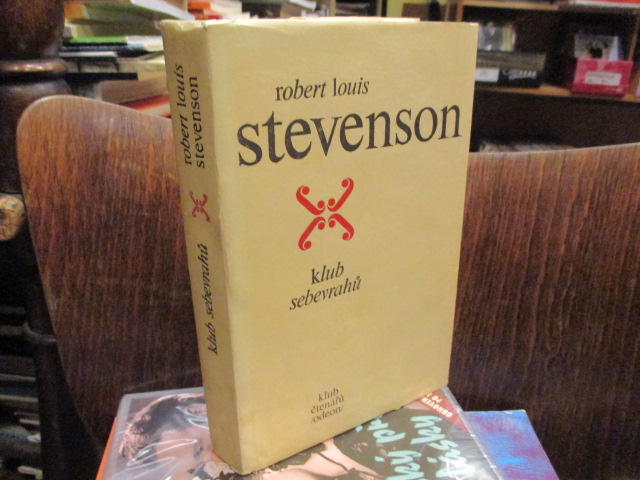 robert louis
stevenson
klub
sebevrahů
klub
čtenářů
/odeon/
robert louis
stevenson
klub sebevrahů